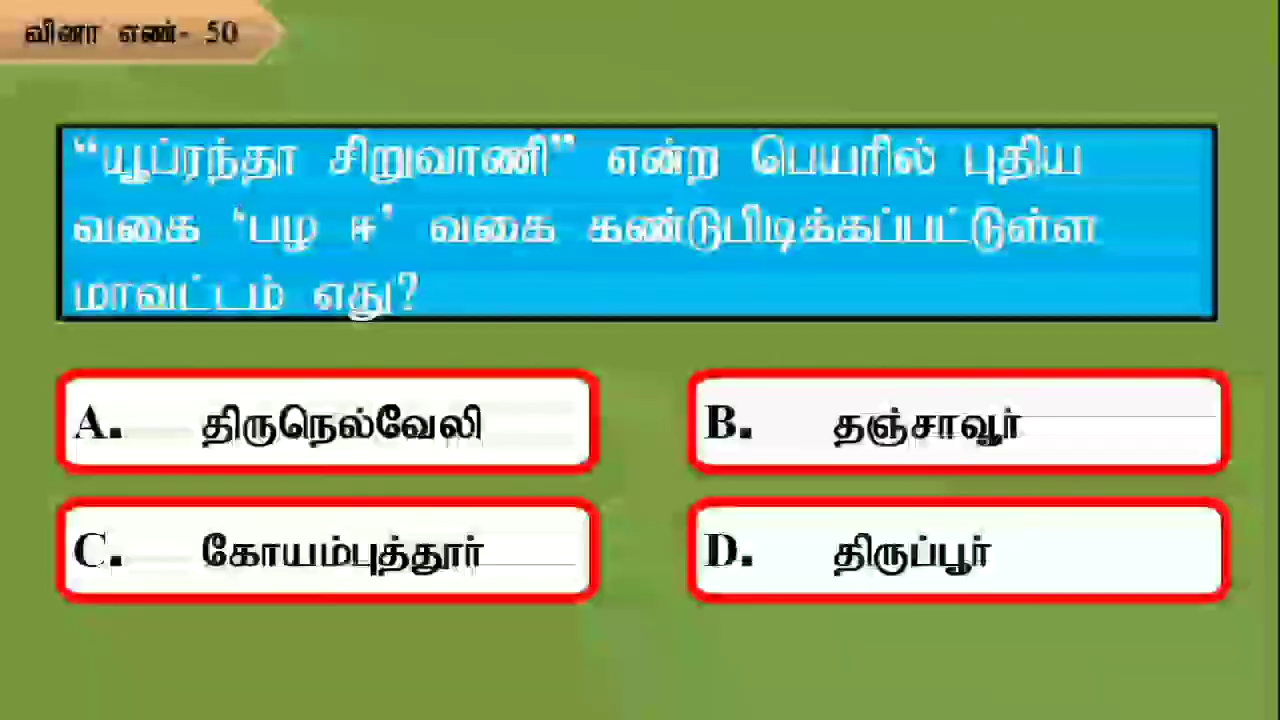 வினா எண்- 50
“யூப்ரந்தா சிறுவாணி” என்ற பெயரில் புதிய
வகை ‘பழ ஈ’ வகை கண்டுபிடிக்கப்பட்டுள்ள
மாவட்டம் எது?
A. திருநெல்வேலி
B. தஞ்சாவூர்
C. கோயம்புத்தூர்
D. திருப்பூர்